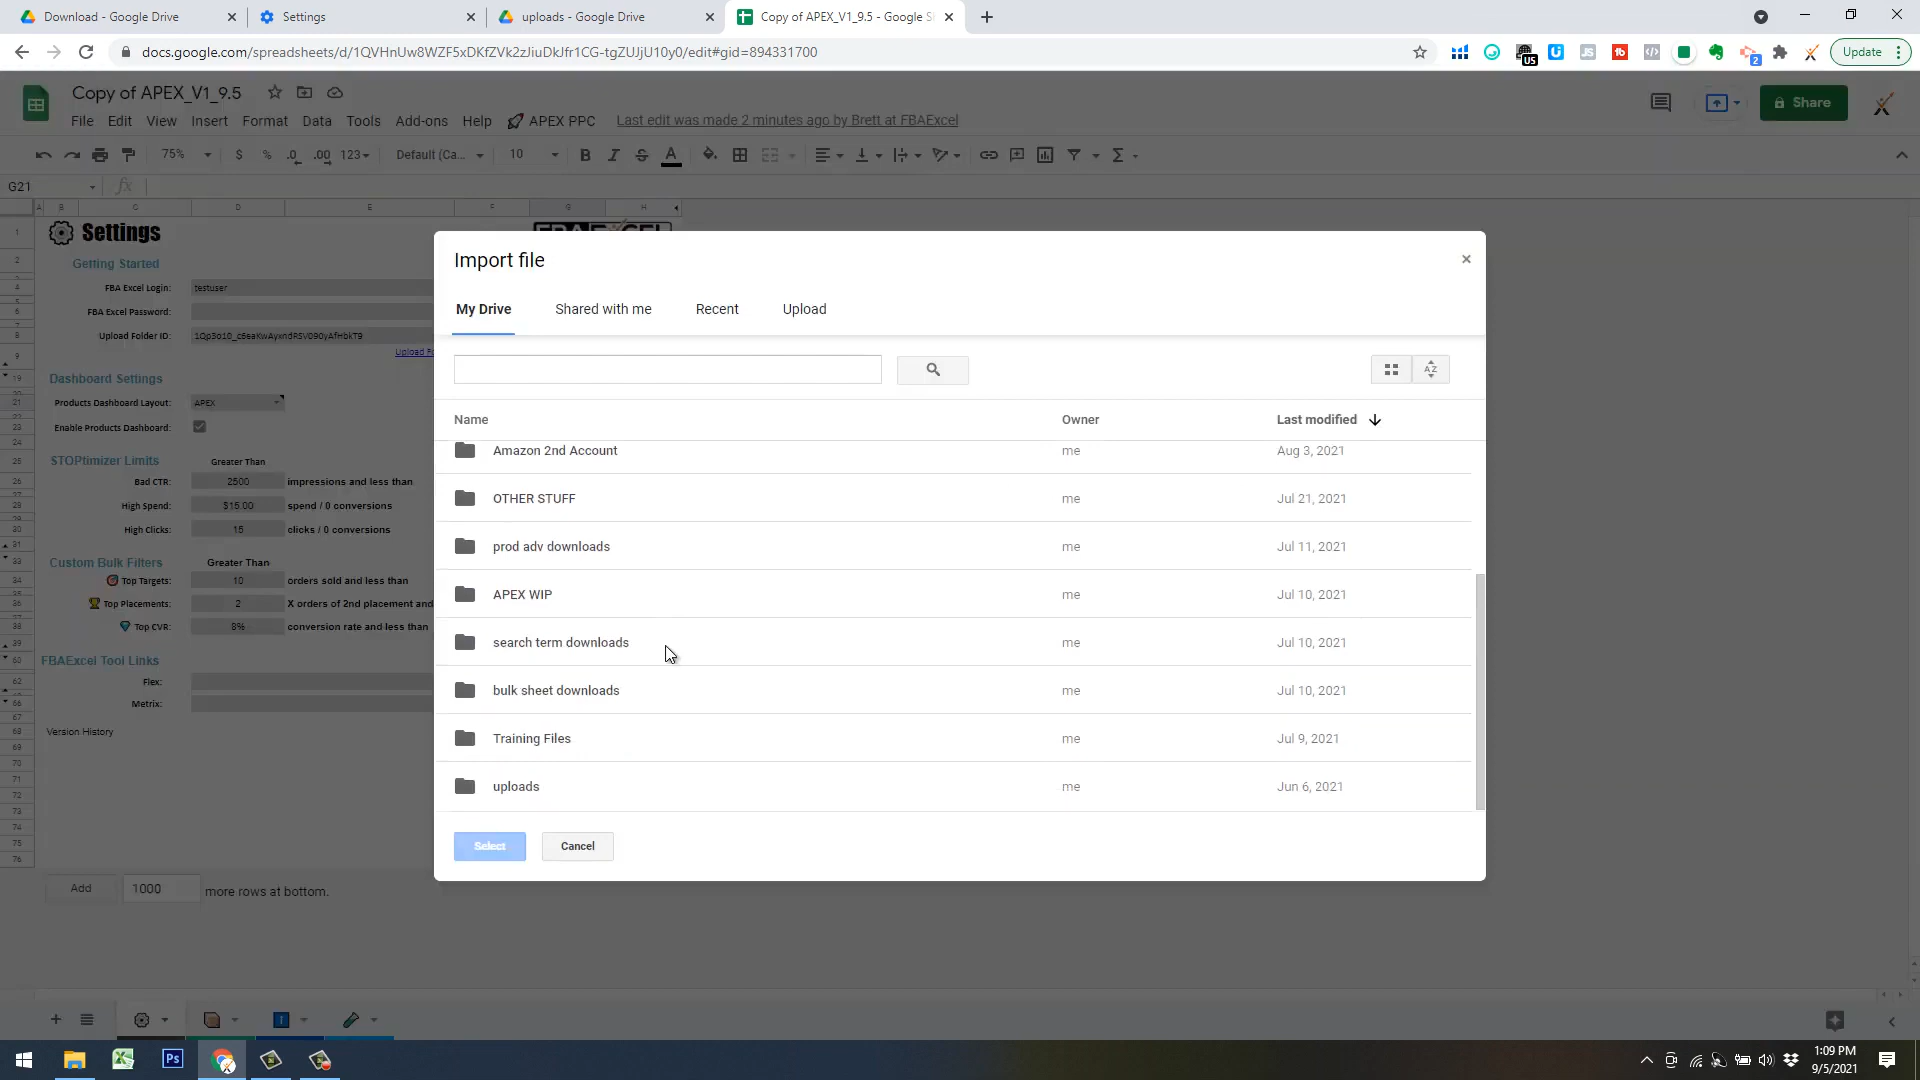 Download - Google Drive
Settings
uploads - Google Drive
Copy of APEX_V1_9.5 - Google S
docs.google.com/spreadsheets/d/1QVHnUw8WZF5xDKfZVk2zJiuDkJfr1CG-tgZUJjU10y0/edit#gid=894331700
Update
Copy of APEX_V1_9.5
File Edit View Insert Format Data Tools Add-ons Help APEX PPC Last edit was made 2 minutes ago by Brett at FBAExcel
Share
75% $ % .0 .00 123 Default (Ca... 10 B I S A
G21 fx
Settings
Getting Started
FBA Excel Login: testuser
FBA Excel Password:
Upload Folder ID:
Upload Fo
Dashboard Settings
Products Dashboard Layout: APEX
Enable Products Dashboard:
STOPtimizer Limits Greater Than
Bad CTR: 2500 impressions and less than
High Spend: $15.00 spend / 0 conversions
High Clicks: 15 clicks / 0 conversions
Custom Bulk Filters Greater Than
Top Targets: 10 orders sold and less than
Top Placements: 2 X orders of 2nd placement and
Top CVR: 8% conversion rate and less than
FBAExcel Tool Links
Flex:
Metrix:
Version History
Add 1000 more rows at bottom.
Import file
My Drive Shared with me Recent Upload
AZ
Name Owner Last modified
Amazon 2nd Account me Aug 3, 2021
OTHER STUFF me Jul 21, 2021
prod adv downloads me Jul 11, 2021
APEX WIP me Jul 10, 2021
search term downloads me Jul 10, 2021
bulk sheet downloads me Jul 10, 2021
Training Files me Jul 9, 2021
uploads me Jun 6, 2021
Select Cancel
Ps
1:09 PM
9/5/2021